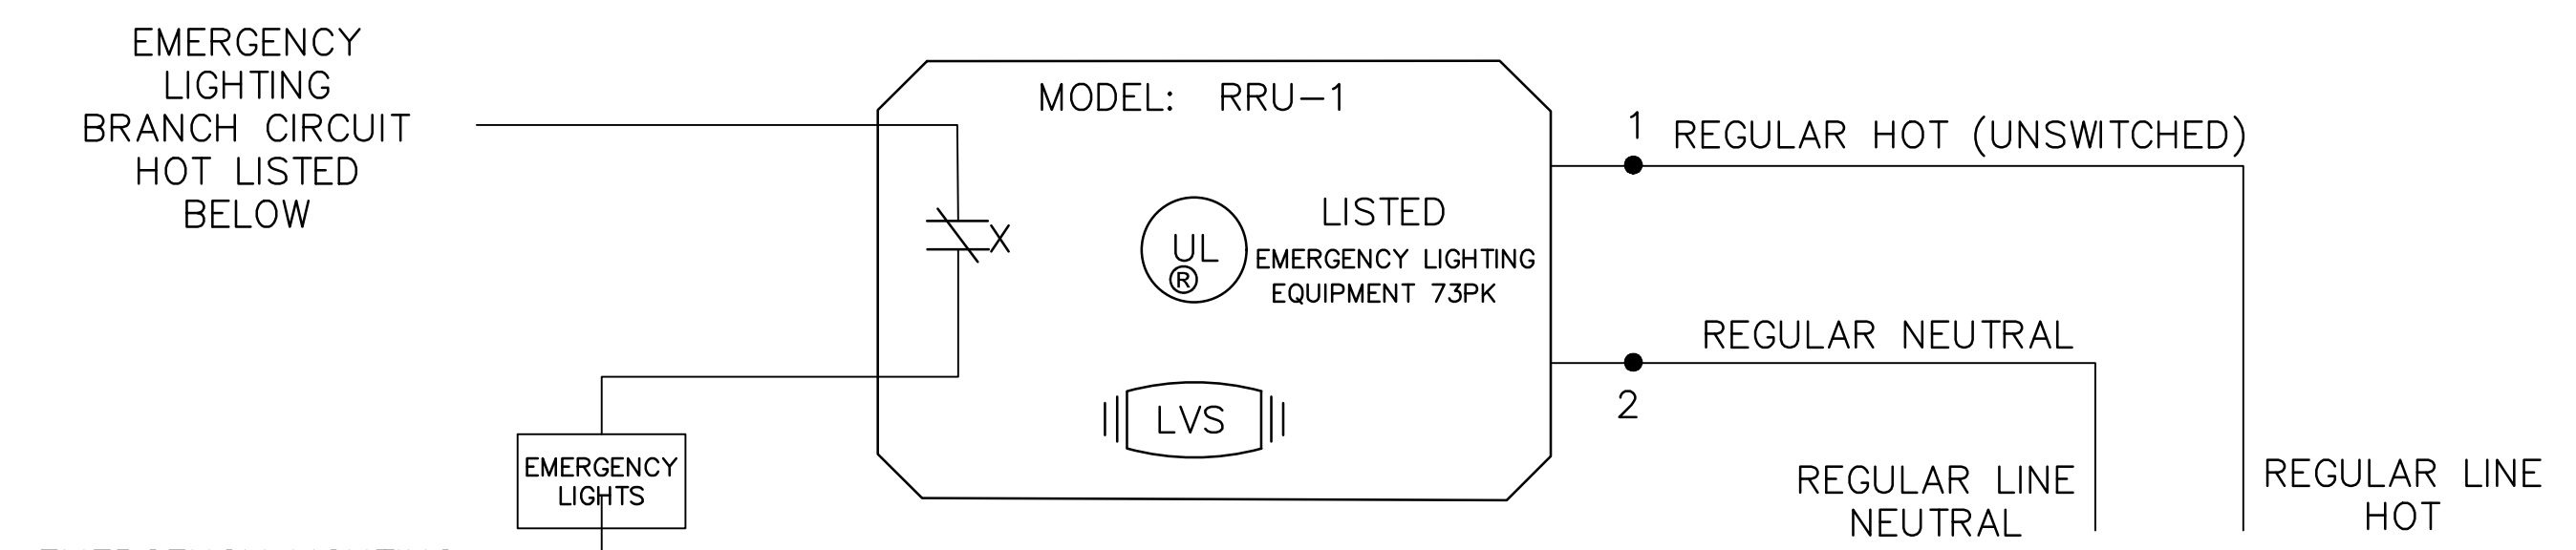 EMERGENCY
LIGHTING
BRANCH CIRCUIT
HOT LISTED
BELOW
MODEL: RRU-1
UL
®
LISTED
EMERGENCY LIGHTING
EQUIPMENT 73PK
LVS
1
REGULAR HOT (UNSWITCHED)
REGULAR NEUTRAL
2
X
EMERGENCY
LIGHTS
REGULAR LINE
NEUTRAL
REGULAR LINE
HOT